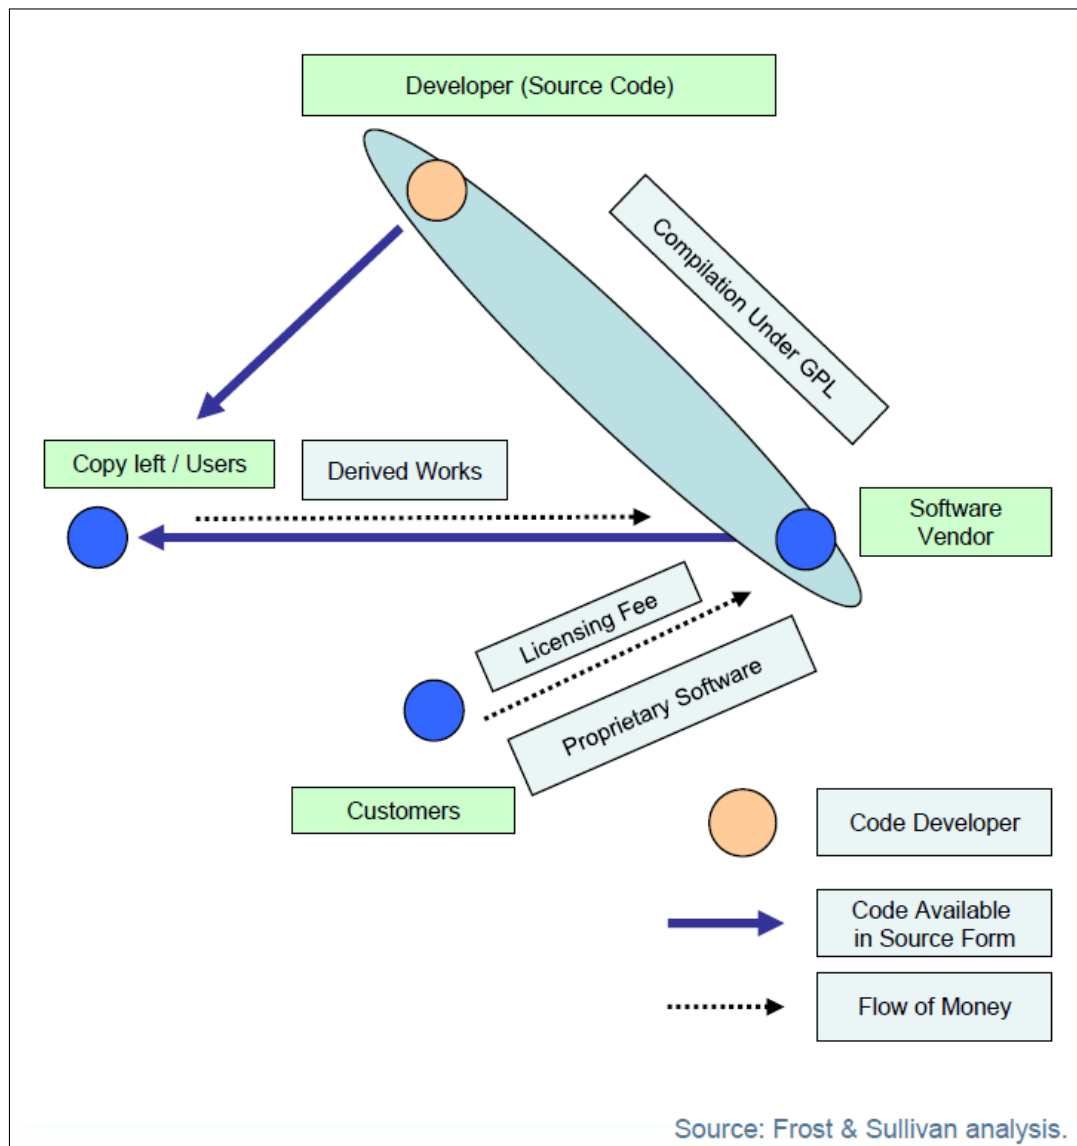 Developer (Source Code)
Compilation Under GPL
Copy left / Users
Derived Works
Software
Vendor
Licensing Fee
Proprietary Software
Customers
Code Developer
Code Available
in Source Form
Flow of Money
Source: Frost & Sullivan analysis.